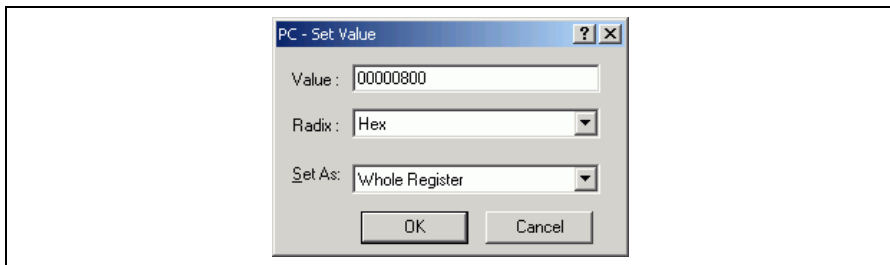 PC - Set Value
Value : 00000800
Radix : Hex
Set As: Whole Register
OK Cancel